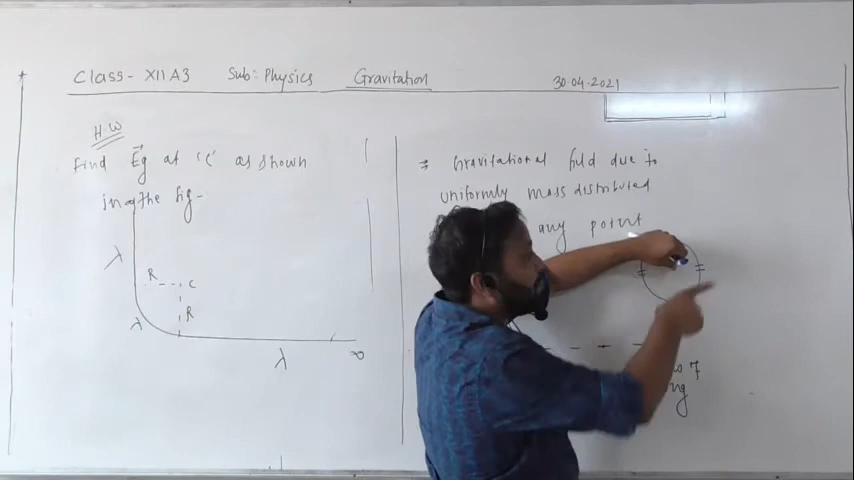 Class- XII A3 Sub: Physics Gravitation 30-04-2021
H.W
Find Eg at 'C' as shown
in the fig-
λ
R
C
R
λ
λ
∞
⇒ Gravitational field due to
uniformly mass distributed
any point